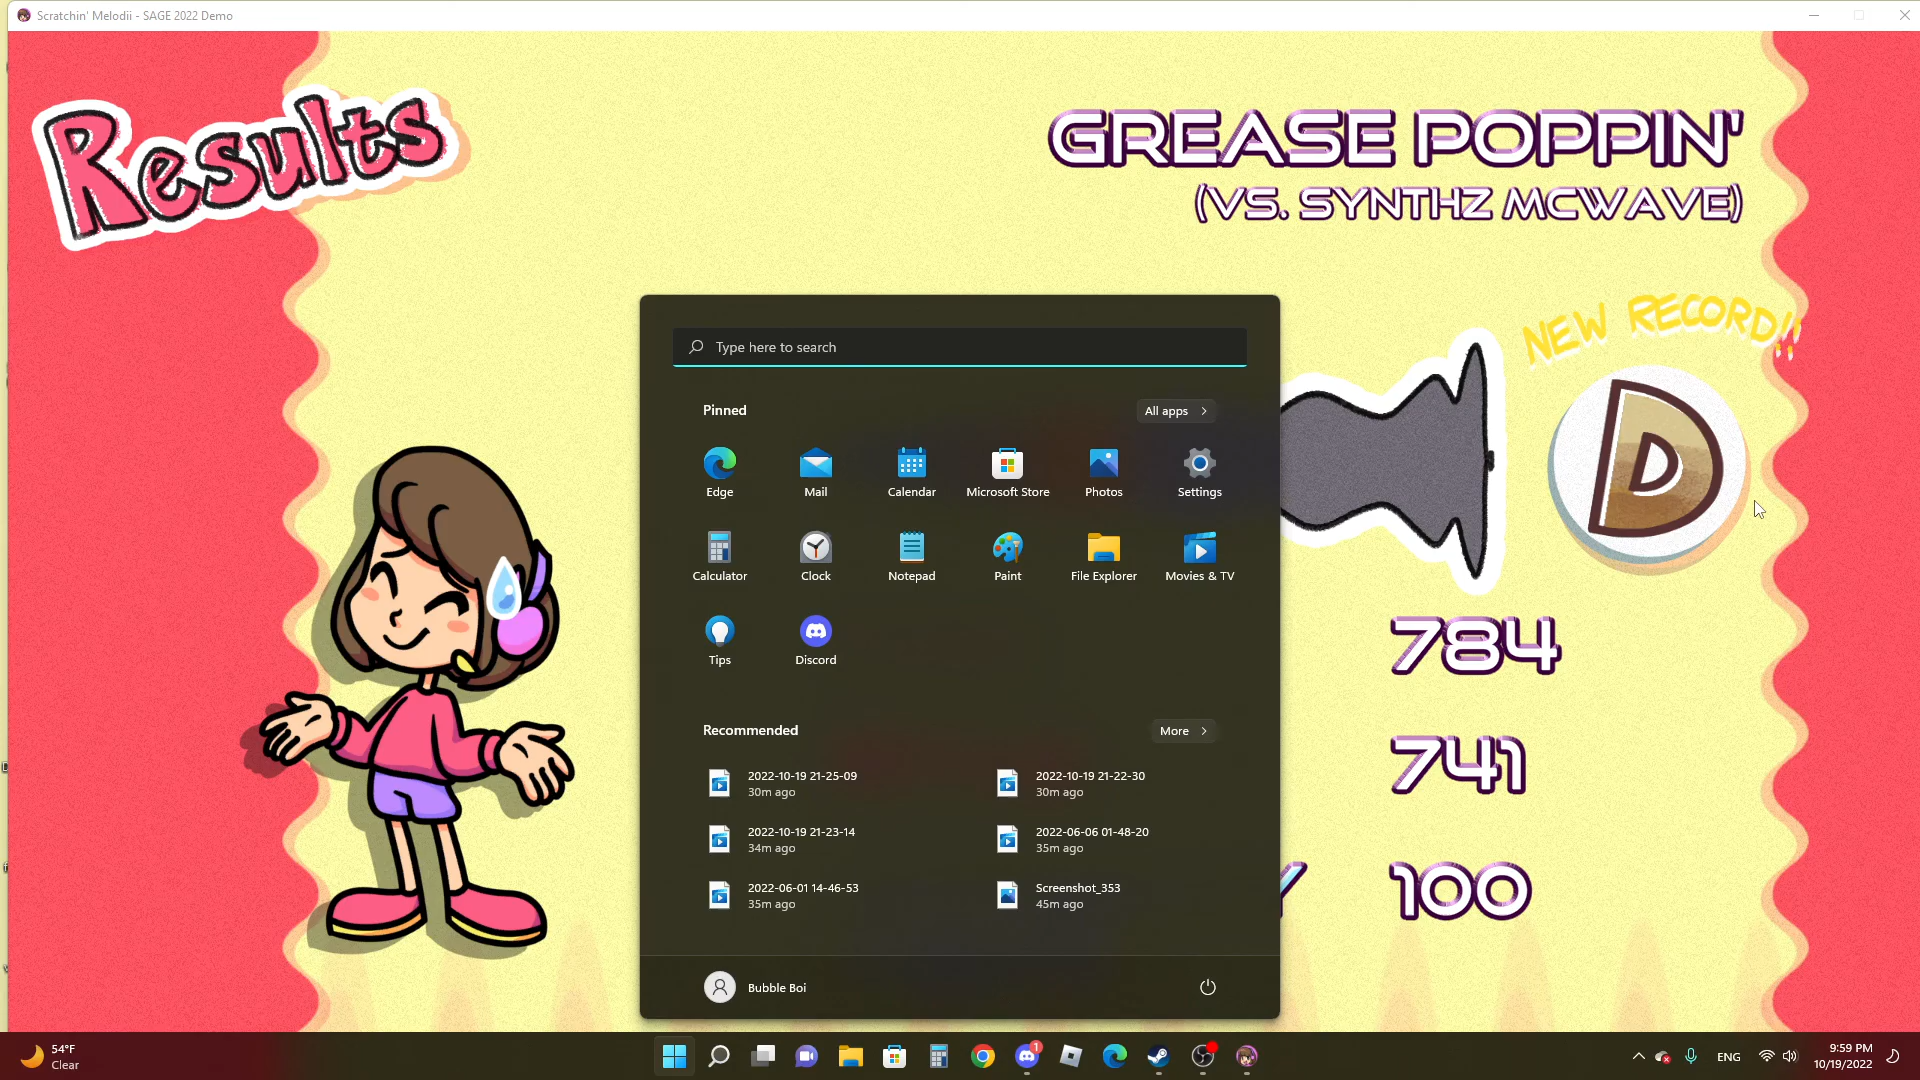 Scratchin' Melodii - SAGE 2022 Demo
Results
GREASE POPPIN'
(VS. SYNTHZ MCWAVE)
NEW RECORD!!
D
784
741
100
Type here to search
Pinned
All apps
Edge
Mail
Calendar
Microsoft Store
Photos
Settings
Calculator
Clock
Notepad
Paint
File Explorer
Movies & TV
Tips
Discord
Recommended
More
2022-10-19 21-25-09
30m ago
2022-10-19 21-22-30
30m ago
2022-10-19 21-23-14
34m ago
2022-06-06 01-48-20
35m ago
2022-06-01 14-46-53
35m ago
Screenshot_353
45m ago
Bubble Boi
54°F
Clear
1
ENG
9:59 PM
10/19/2022